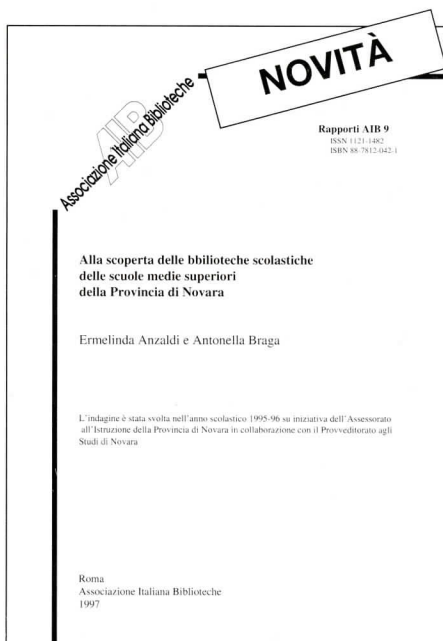 NOVITÀ
AIB
Associazione Italiana Biblioteche
Rapporti AIB 9
ISSN 1121-1482
ISBN 88-7812-042-1
Alla scoperta delle bbilioteche scolastiche
delle scuole medie superiori
della Provincia di Novara
Ermelinda Anzaldi e Antonella Braga
L'indagine è stata svolta nell'anno scolastico 1995-96 su iniziativa dell'Assessorato
all'Istruzione della Provincia di Novara in collaborazione con il Provveditorato agli
Studi di Novara
Roma
Associazione Italiana Biblioteche
1997